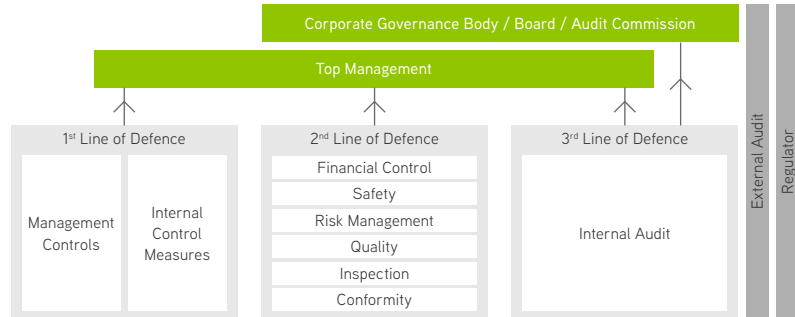 Corporate Governance Body / Board / Audit Commission
Top Management
1st Line of Defence
Management
Controls
Internal
Control
Measures
2nd Line of Defence
Financial Control
Safety
Risk Management
Quality
Inspection
Conformity
3rd Line of Defence
Internal Audit
External Audit
Regulator